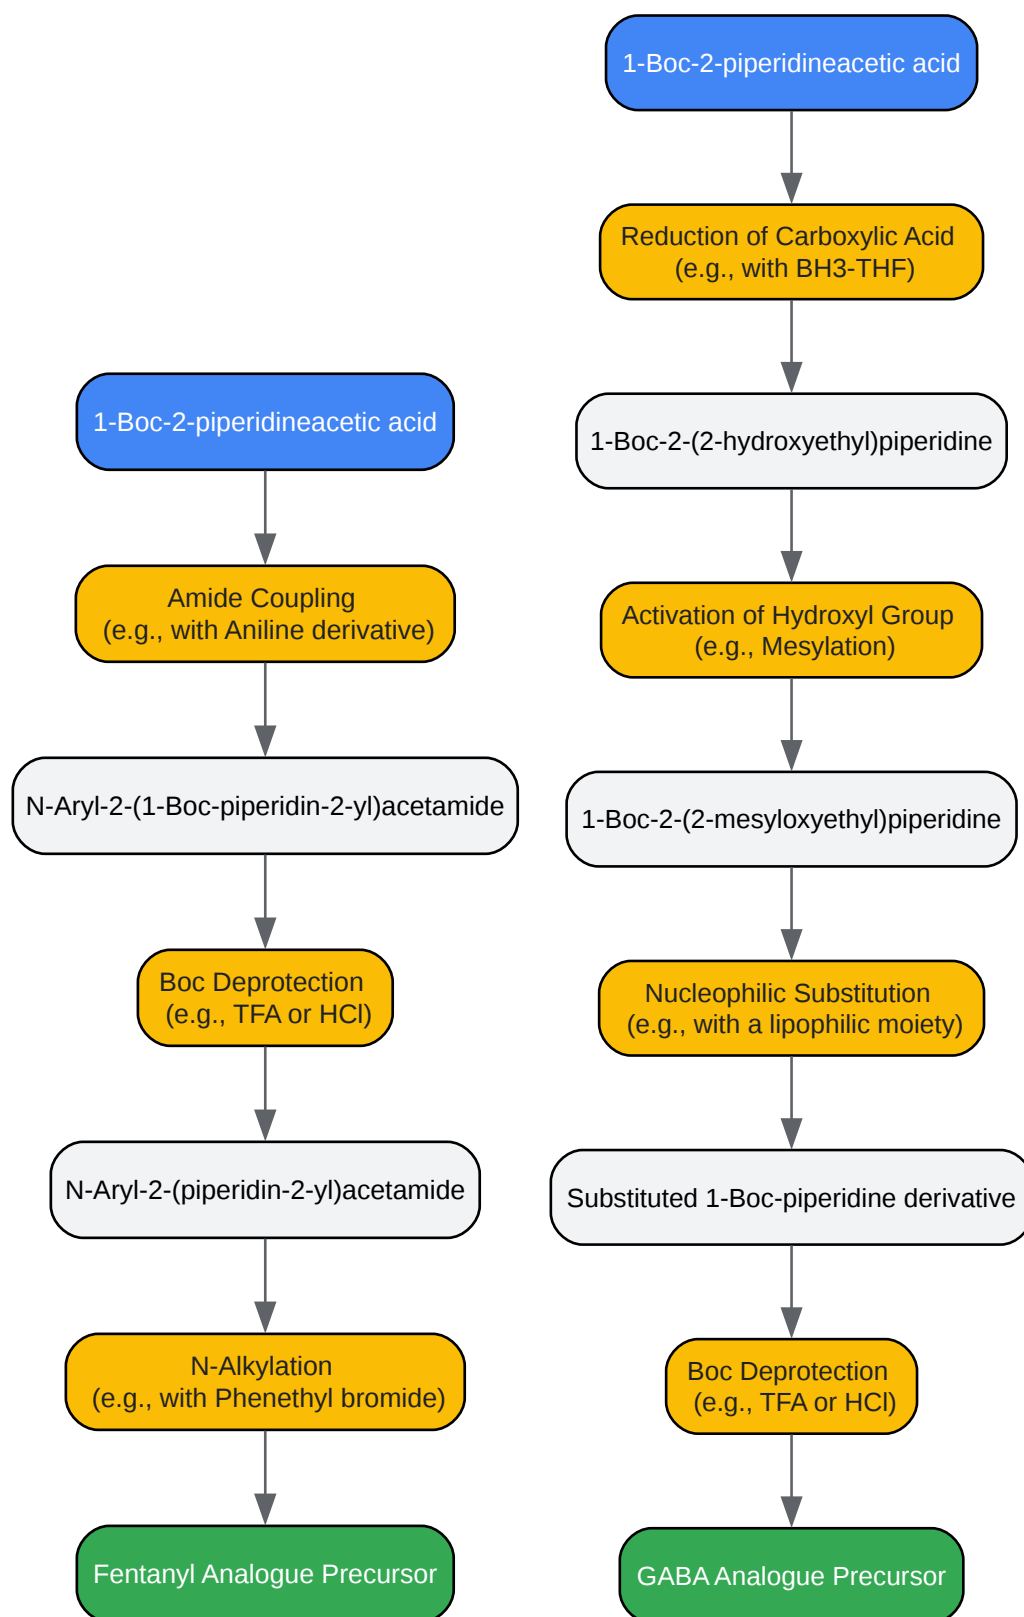 1-Boc-2-piperidineacetic acid
Amide Coupling
(e.g., with Aniline derivative)
N-Aryl-2-(1-Boc-piperidin-2-yl)acetamide
Boc Deprotection
(e.g., TFA or HCl)
N-Aryl-2-(piperidin-2-yl)acetamide
N-Alkylation
(e.g., with Phenethyl bromide)
Fentanyl Analogue Precursor
1-Boc-2-piperidineacetic acid
Reduction of Carboxylic Acid
(e.g., with BH3-THF)
1-Boc-2-(2-hydroxyethyl)piperidine
Activation of Hydroxyl Group
(e.g., Mesylation)
1-Boc-2-(2-mesyloxyethyl)piperidine
Nucleophilic Substitution
(e.g., with a lipophilic moiety)
Substituted 1-Boc-piperidine derivative
Boc Deprotection
(e.g., TFA or HCl)
GABA Analogue Precursor